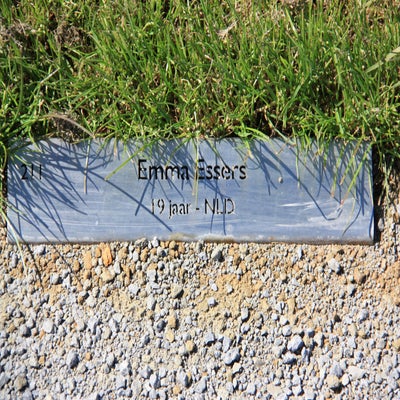 211
Emma Essers
19 jaar - NLD